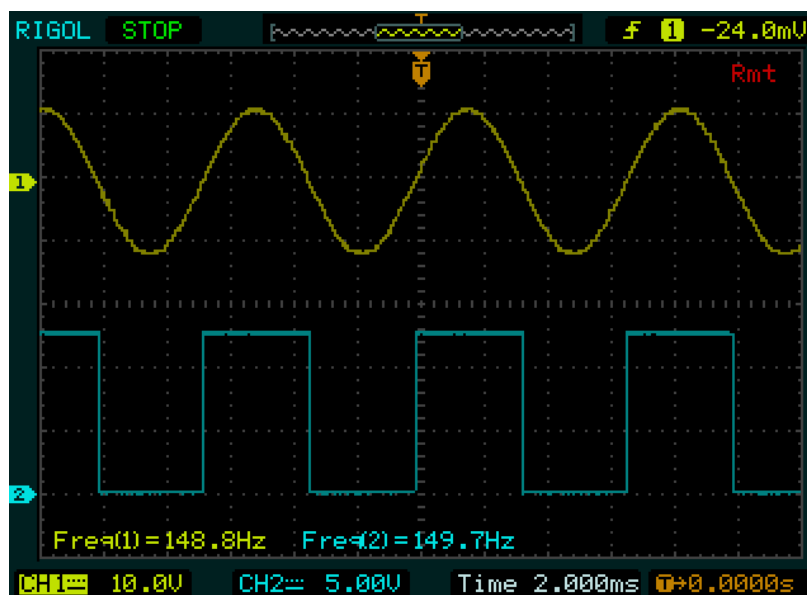 RIGOL STOP T 1 -24.0mV
T
Rmt
1
2
Freq(1)=148.8Hz Freq(2)=149.7Hz
CH1 10.0V CH2 5.00V Time 2.000ms T→0.0000s